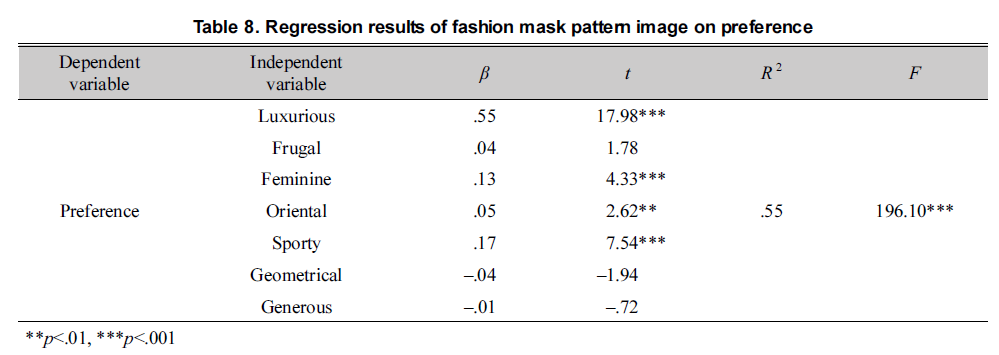 Table 8. Regression results of fashion mask pattern image on preference
Dependent variable Independent variable β t R² F
Luxurious .55 17.98***
Frugal .04 1.78
Feminine .13 4.33***
Preference Oriental .05 2.62** .55 196.10***
Sporty .17 7.54***
Geometrical –.04 –1.94
Generous –.01 –.72
**p<.01, ***p<.001